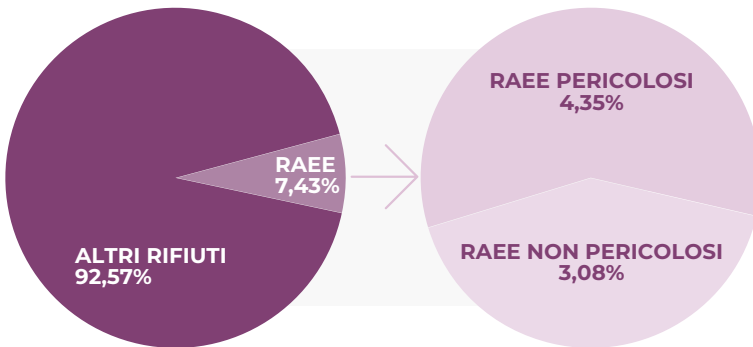 RAEE
7,43%
ALTRI RIFIUTI
92,57%
RAEE PERICOLOSI
4,35%
RAEE NON PERICOLOSI
3,08%